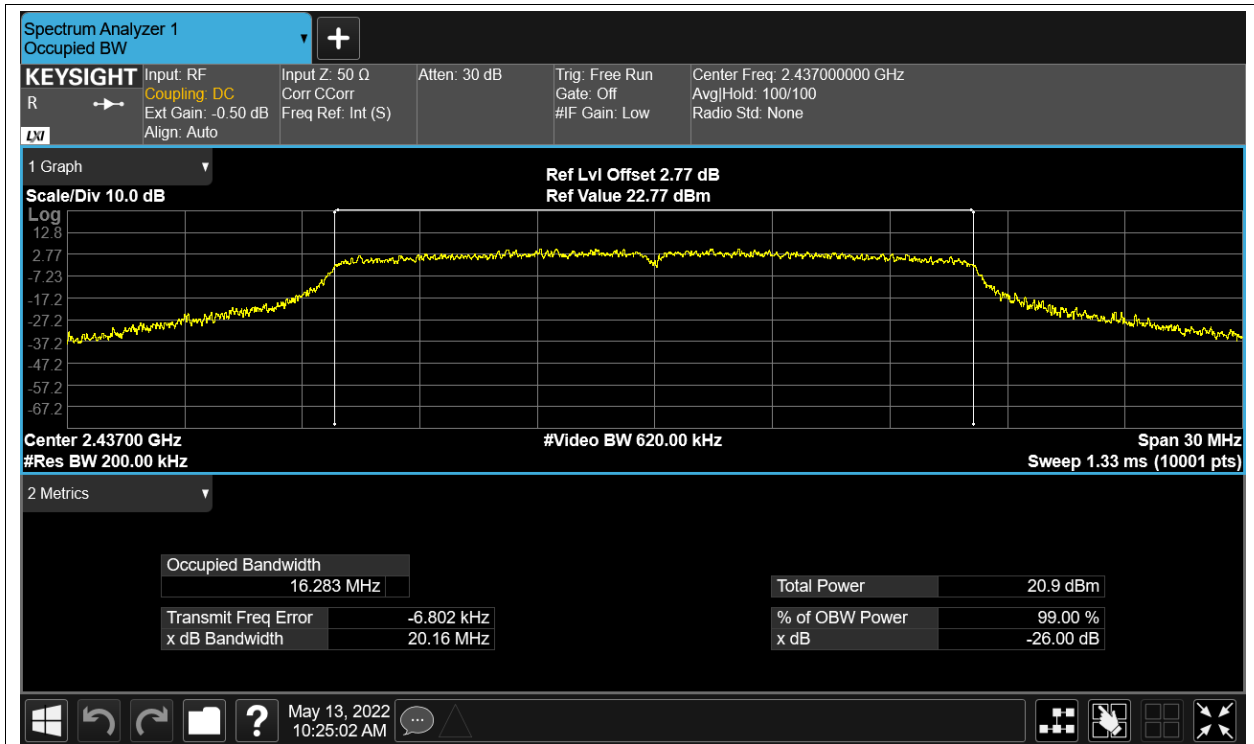 Spectrum Analyzer 1
Occupied BW
KEYSIGHT
R
LXI
Input: RF
Coupling: DC
Ext Gain: -0.50 dB
Align: Auto
Input Z: 50 Ω
Corr CCorr
Freq Ref: Int (S)
Atten: 30 dB
Trig: Free Run
Gate: Off
#IF Gain: Low
Center Freq: 2.437000000 GHz
Avg|Hold: 100/100
Radio Std: None
1 Graph
Ref Lvl Offset 2.77 dB
Scale/Div 10.0 dB
Ref Value 22.77 dBm
Log
12.8
2.77
-7.23
-17.2
-27.2
-37.2
-47.2
-57.2
-67.2
Center 2.43700 GHz
#Video BW 620.00 kHz
Span 30 MHz
#Res BW 200.00 kHz
Sweep 1.33 ms (10001 pts)
2 Metrics
Occupied Bandwidth
16.283 MHz
Total Power 20.9 dBm
Transmit Freq Error -6.802 kHz
% of OBW Power 99.00 %
x dB Bandwidth 20.16 MHz
x dB -26.00 dB
?
May 13, 2022
10:25:02 AM